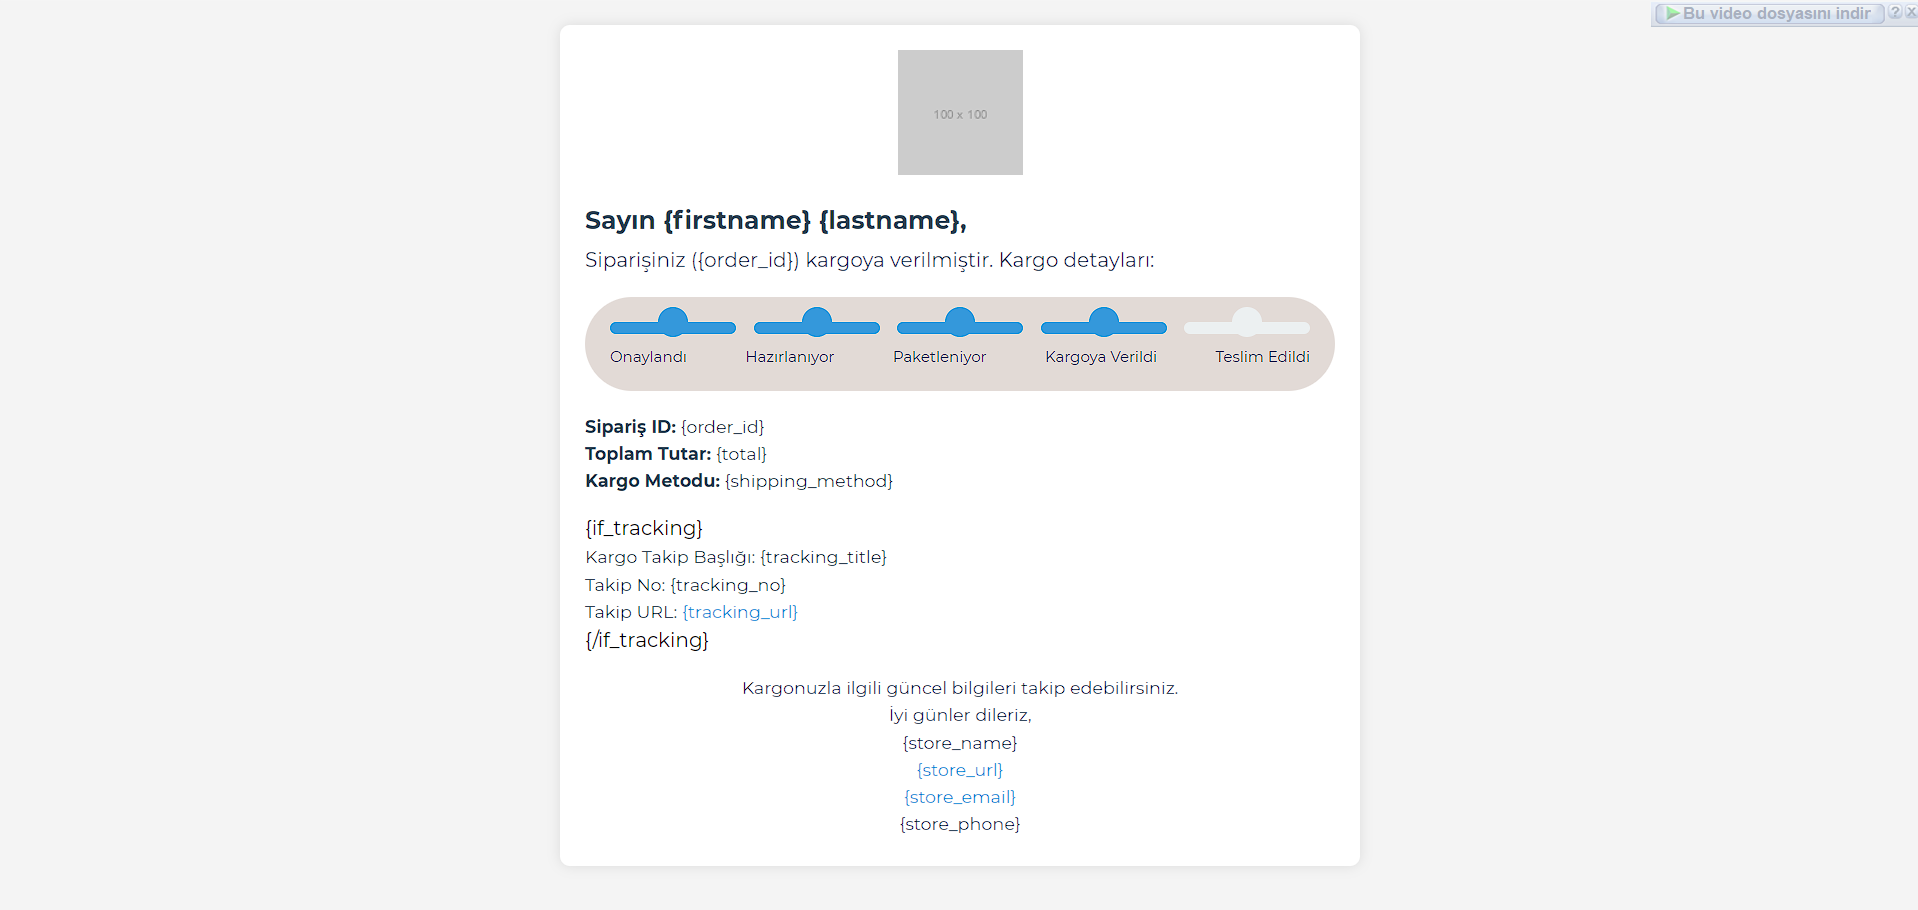 Bu video dosyasını indir ? x
100 x 100
Sayın {firstname} {lastname},
Siparişiniz ({order_id}) kargoya verilmiştir. Kargo detayları:
Onaylandı Hazırlanıyor Paketleniyor Kargoya Verildi Teslim Edildi
Sipariş ID: {order_id}
Toplam Tutar: {total}
Kargo Metodu: {shipping_method}
{if_tracking}
Kargo Takip Başlığı: {tracking_title}
Takip No: {tracking_no}
Takip URL: {tracking_url}
{/if_tracking}
Kargonuzla ilgili güncel bilgileri takip edebilirsiniz.
İyi günler dileriz,
{store_name}
{store_url}
{store_email}
{store_phone}